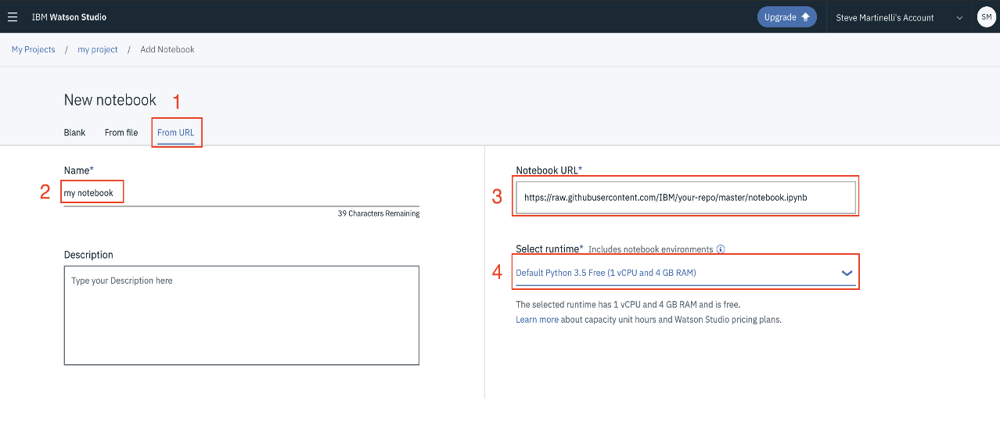 IBM Watson Studio
Upgrade
Steve Martinelli's Account
SM
My Projects / my project / Add Notebook
New notebook
1
Blank
From file
From URL
Name*
2
my notebook
39 Characters Remaining
Description
Type your Description here
Notebook URL*
3
https://raw.githubusercontent.com/IBM/your-repo/master/notebook.ipynb
Select runtime* Includes notebook environments
4
Default Python 3.5 Free (1 vCPU and 4 GB RAM)
The selected runtime has 1 vCPU and 4 GB RAM and is free.
Learn more about capacity unit hours and Watson Studio pricing plans.